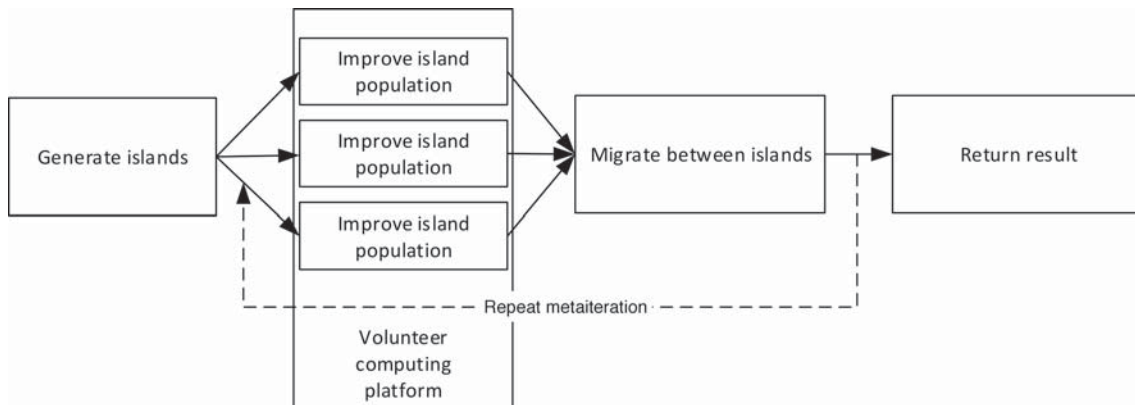 Improve island
population
Generate islands
Improve island
population
Migrate between islands
Return result
Improve island
population
Repeat metaiteration
Volunteer
computing
platform